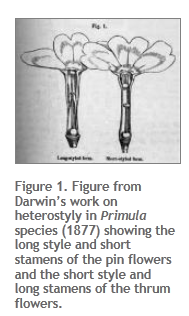 Fig. 1.
Long-styled form. Short-styled form.
Figure 1. Figure from
Darwin's work on
heterostyly in Primula
species (1877) showing the
long style and short
stamens of the pin flowers
and the short style and
long stamens of the thrum
flowers.